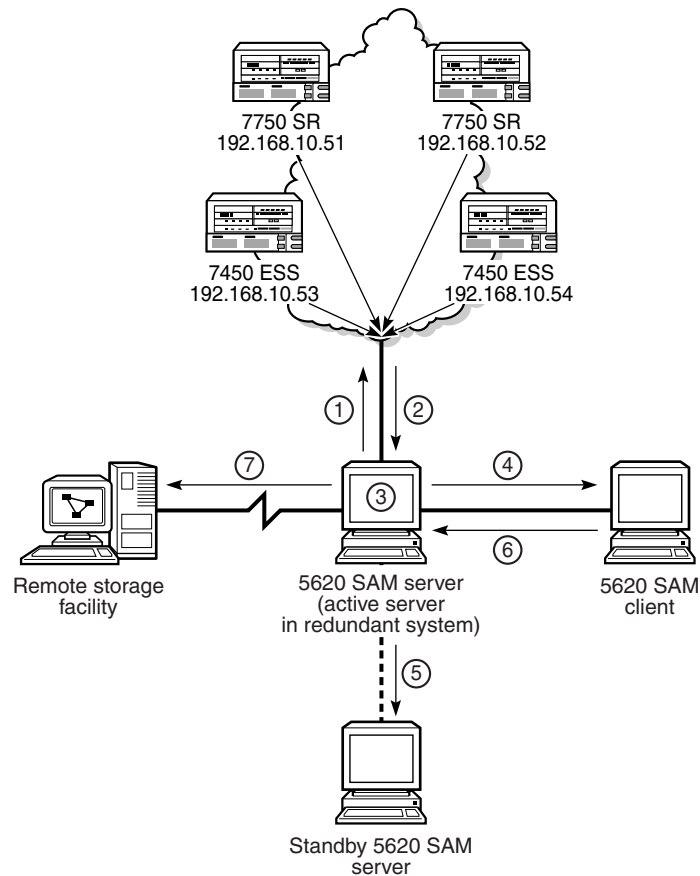 7750 SR
192.168.10.51
7750 SR
192.168.10.52
7450 ESS
192.168.10.53
7450 ESS
192.168.10.54
1
2
7
3
4
6
Remote storage
facility
5620 SAM server
(active server
in redundant system)
5620 SAM
client
5
Standby 5620 SAM
server